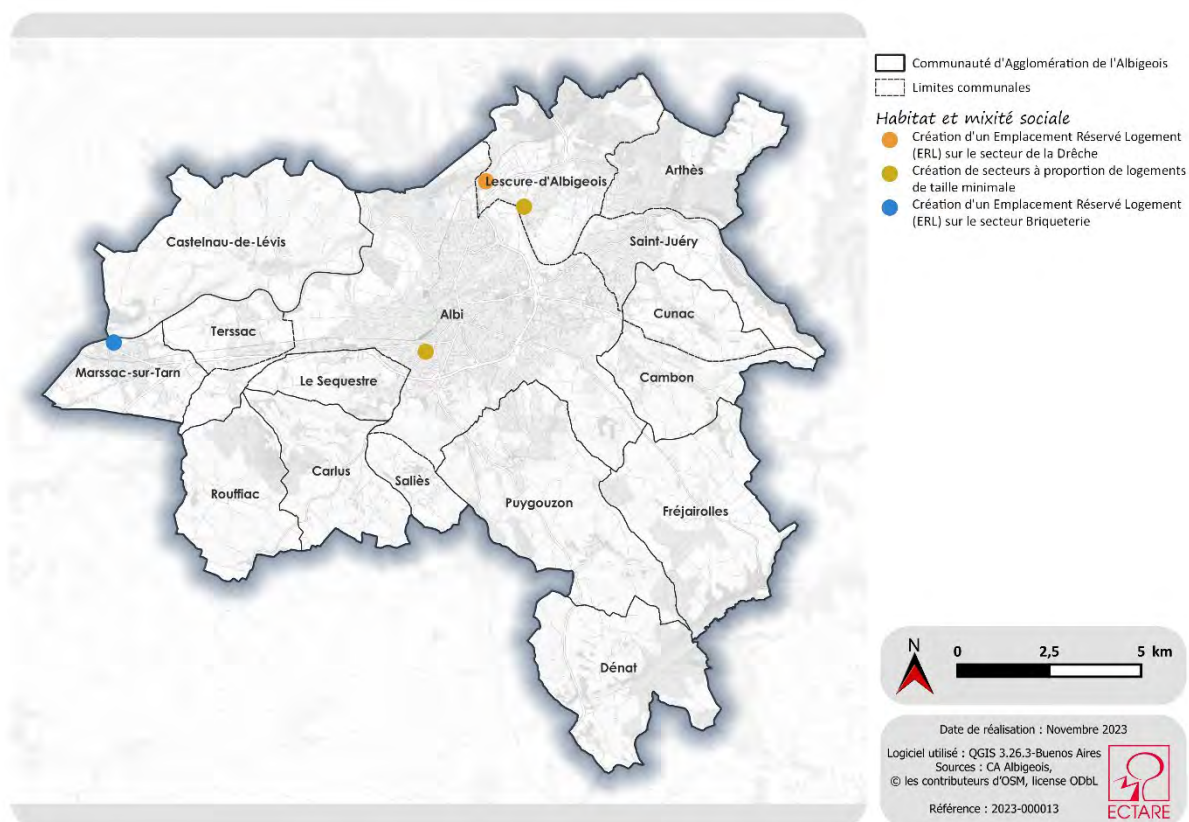 Communauté d'Agglomération de l'Albigeois
Limites communales
Habitat et mixité sociale
Création d'un Emplacement Réservé Logement
(ERL) sur le secteur de la Drêche
Création de secteurs à proportion de logements
de taille minimale
Création d'un Emplacement Réservé Logement
(ERL) sur le secteur Briqueterie
Lescure-d'Albigeois
Arthès
Castelnau-de-Lévis
Saint-Juéry
Terssac
Albi
Cunac
Marssac-sur-Tarn
Le Sequestre
Cambon
Rouffiac
Carlus
Saliès
Puygouzon
Fréjairolles
Dénat
N
0 2,5 5 km
Date de réalisation : Novembre 2023
Logiciel utilisé : QGIS 3.26.3-Buenos Aires
Sources : CA Albigeois,
© les contributeurs d'OSM, license ODbL
Référence : 2023-000013
ECTARE